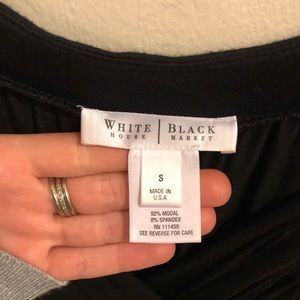 WHITE | BLACK
HOUSE | MARKET
S
MADE IN
U.S.A.
92% MODAL
8% SPANDEX
RN 111459
SEE REVERSE FOR CARE